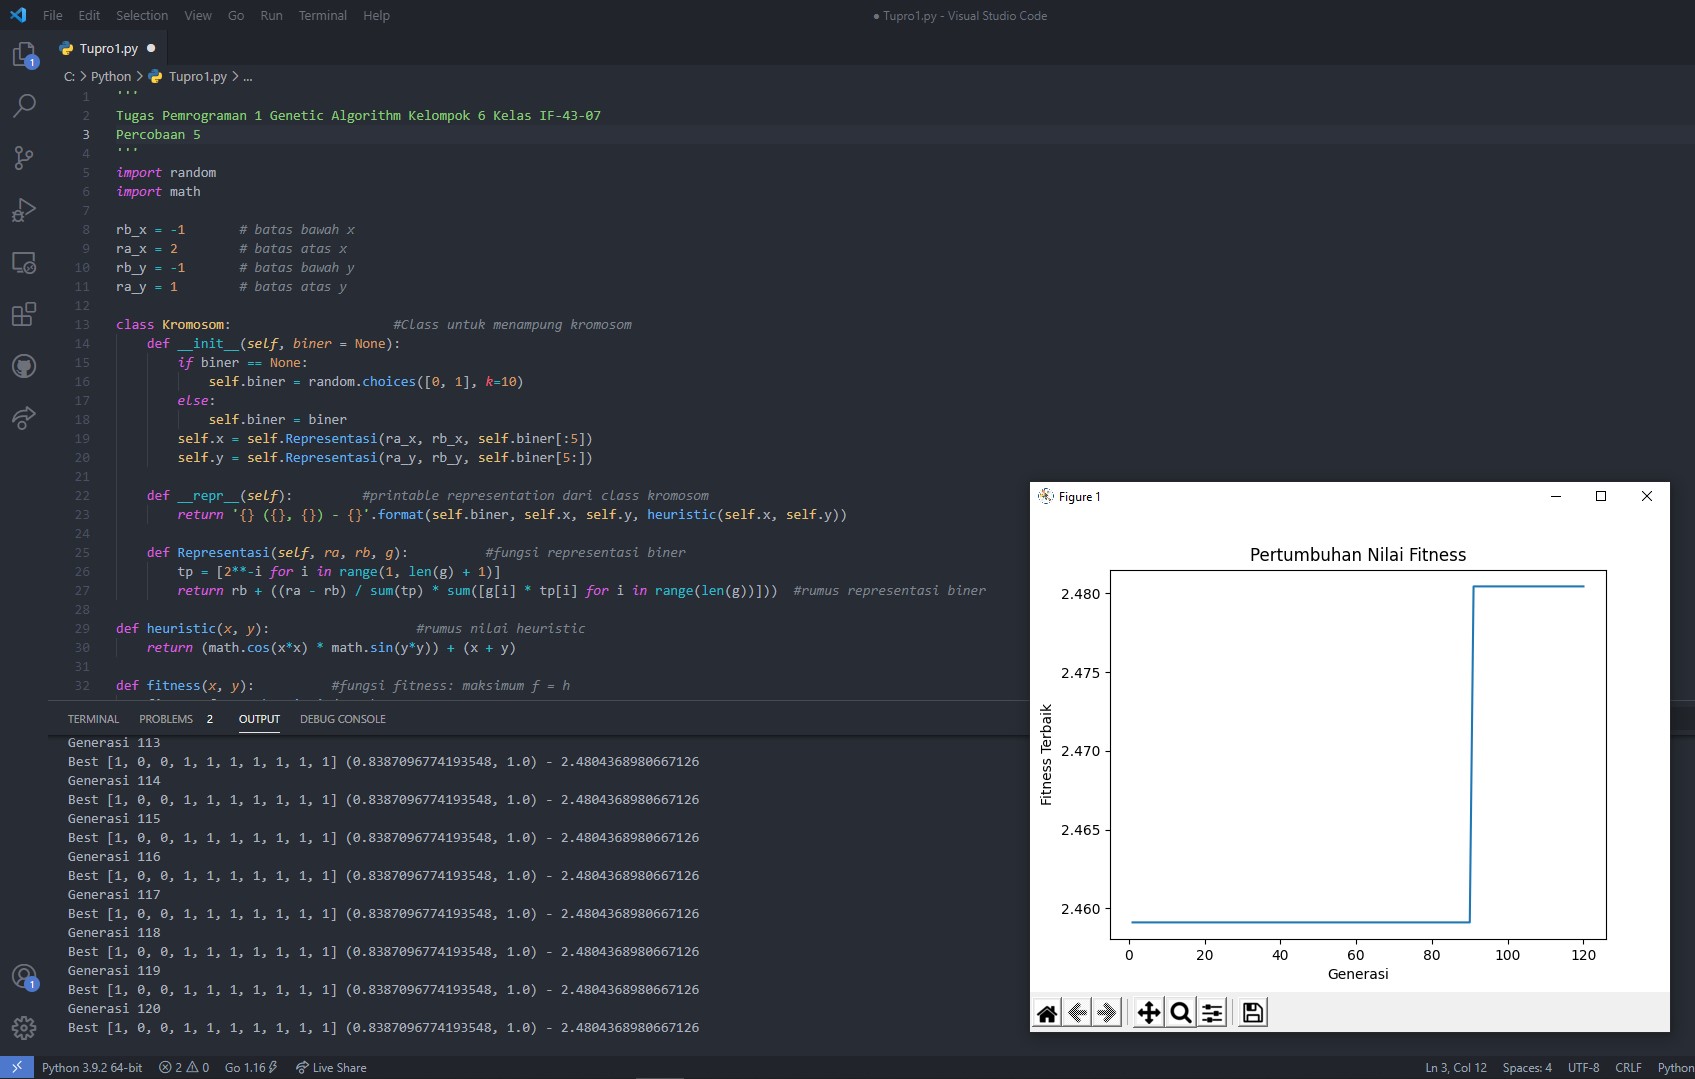 File Edit Selection View Go Run Terminal Help
● Tupro1.py - Visual Studio Code
Tupro1.py ●
C: > Python > Tupro1.py > ...
1 '''
2 Tugas Pemrograman 1 Genetic Algorithm Kelompok 6 Kelas IF-43-07
3 Percobaan 5
4 '''
5 import random
6 import math
7
8 rb_x = -1 # batas bawah x
9 ra_x = 2 # batas atas x
10 rb_y = -1 # batas bawah y
11 ra_y = 1 # batas atas y
12
13 class Kromosom: #Class untuk menampung kromosom
14 def __init__(self, biner = None):
15 if biner == None:
16 self.biner = random.choices([0, 1], k=10)
17 else:
18 self.biner = biner
19 self.x = self.Representasi(ra_x, rb_x, self.biner[:5])
20 self.y = self.Representasi(ra_y, rb_y, self.biner[5:])
21
22 def __repr__(self): #printable representation dari class kromosom
23 return '{} ({}, {}) - {}'.format(self.biner, self.x, self.y, heuristic(self.x, self.y))
24
25 def Representasi(self, ra, rb, g): #fungsi representasi biner
26 tp = [2**-i for i in range(1, len(g) + 1)]
27 return rb + ((ra - rb) / sum(tp) * sum([g[i] * tp[i] for i in range(len(g))])) #rumus representasi biner
28
29 def heuristic(x, y): #rumus nilai heuristic
30 return (math.cos(x*x) * math.sin(y*y)) + (x + y)
31
32 def fitness(x, y): #fungsi fitness: maksimum f = h
TERMINAL PROBLEMS 2 OUTPUT DEBUG CONSOLE
Generasi 113
Best [1, 0, 0, 1, 1, 1, 1, 1, 1, 1] (0.8387096774193548, 1.0) - 2.4804368980667126
Generasi 114
Best [1, 0, 0, 1, 1, 1, 1, 1, 1, 1] (0.8387096774193548, 1.0) - 2.4804368980667126
Generasi 115
Best [1, 0, 0, 1, 1, 1, 1, 1, 1, 1] (0.8387096774193548, 1.0) - 2.4804368980667126
Generasi 116
Best [1, 0, 0, 1, 1, 1, 1, 1, 1, 1] (0.8387096774193548, 1.0) - 2.4804368980667126
Generasi 117
Best [1, 0, 0, 1, 1, 1, 1, 1, 1, 1] (0.8387096774193548, 1.0) - 2.4804368980667126
Generasi 118
Best [1, 0, 0, 1, 1, 1, 1, 1, 1, 1] (0.8387096774193548, 1.0) - 2.4804368980667126
Generasi 119
Best [1, 0, 0, 1, 1, 1, 1, 1, 1, 1] (0.8387096774193548, 1.0) - 2.4804368980667126
Generasi 120
Best [1, 0, 0, 1, 1, 1, 1, 1, 1, 1] (0.8387096774193548, 1.0) - 2.4804368980667126
Figure 1
Pertumbuhan Nilai Fitness
Fitness Terbaik
2.480
2.475
2.470
2.465
2.460
0 20 40 60 80 100 120
Generasi
1
1
Python 3.9.2 64-bit 2 0 Go 1.16 Live Share
Ln 3, Col 12 Spaces: 4 UTF-8 CRLF Python